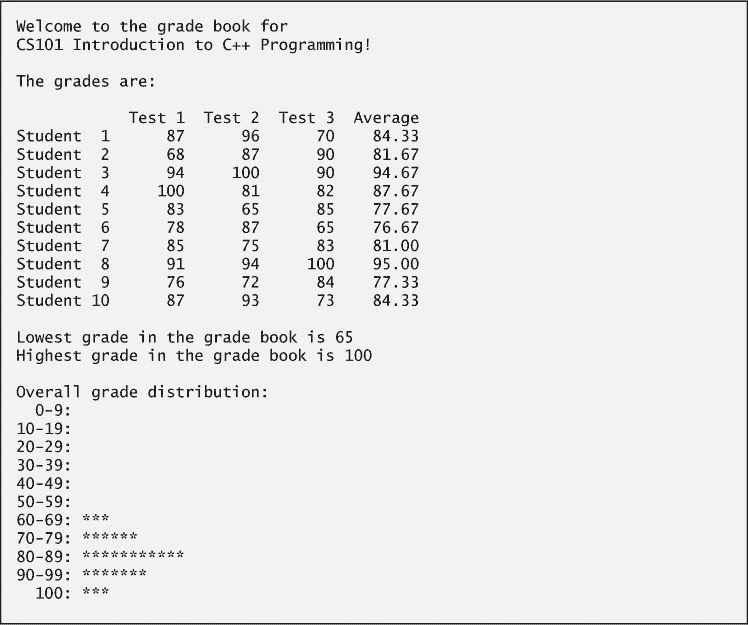 Welcome to the grade book for
CS101 Introduction to C++ Programming!
The grades are:
Test 1 Test 2 Test 3 Average
Student 1 87 96 70 84.33
Student 2 68 87 90 81.67
Student 3 94 100 90 94.67
Student 4 100 81 82 87.67
Student 5 83 65 85 77.67
Student 6 78 87 65 76.67
Student 7 85 75 83 81.00
Student 8 91 94 100 95.00
Student 9 76 72 84 77.33
Student 10 87 93 73 84.33
Lowest grade in the grade book is 65
Highest grade in the grade book is 100
Overall grade distribution:
0-9:
10-19:
20-29:
30-39:
40-49:
50-59:
60-69: ***
70-79: ******
80-89: ***********
90-99: *******
100: ***